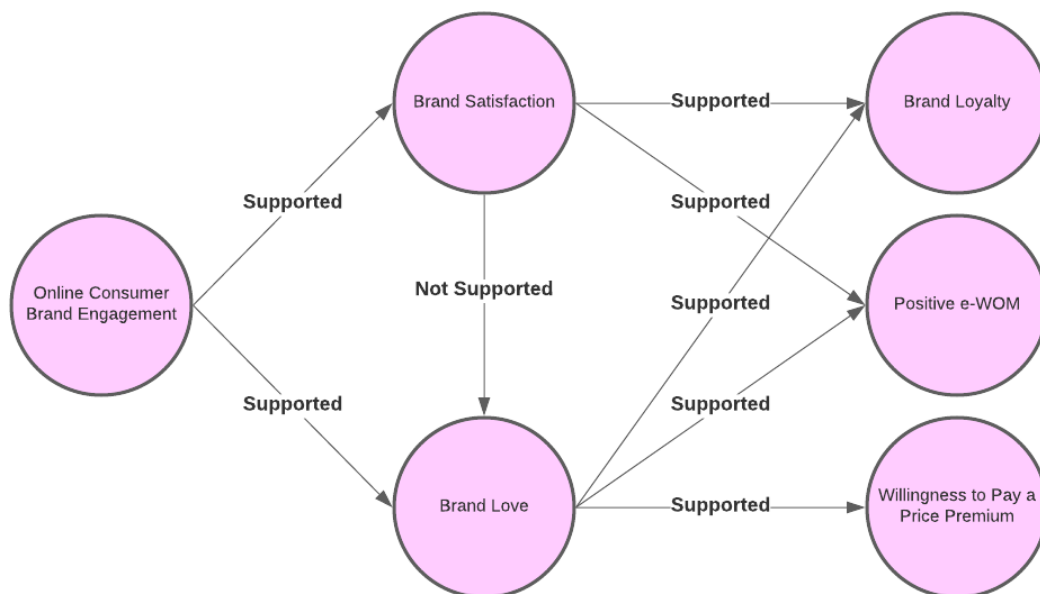 Brand Satisfaction
Supported
Brand Loyalty
Supported
Supported
Online Consumer
Brand Engagement
Not Supported
Supported
Positive e-WOM
Supported
Supported
Brand Love
Supported
Willingness to Pay a
Price Premium